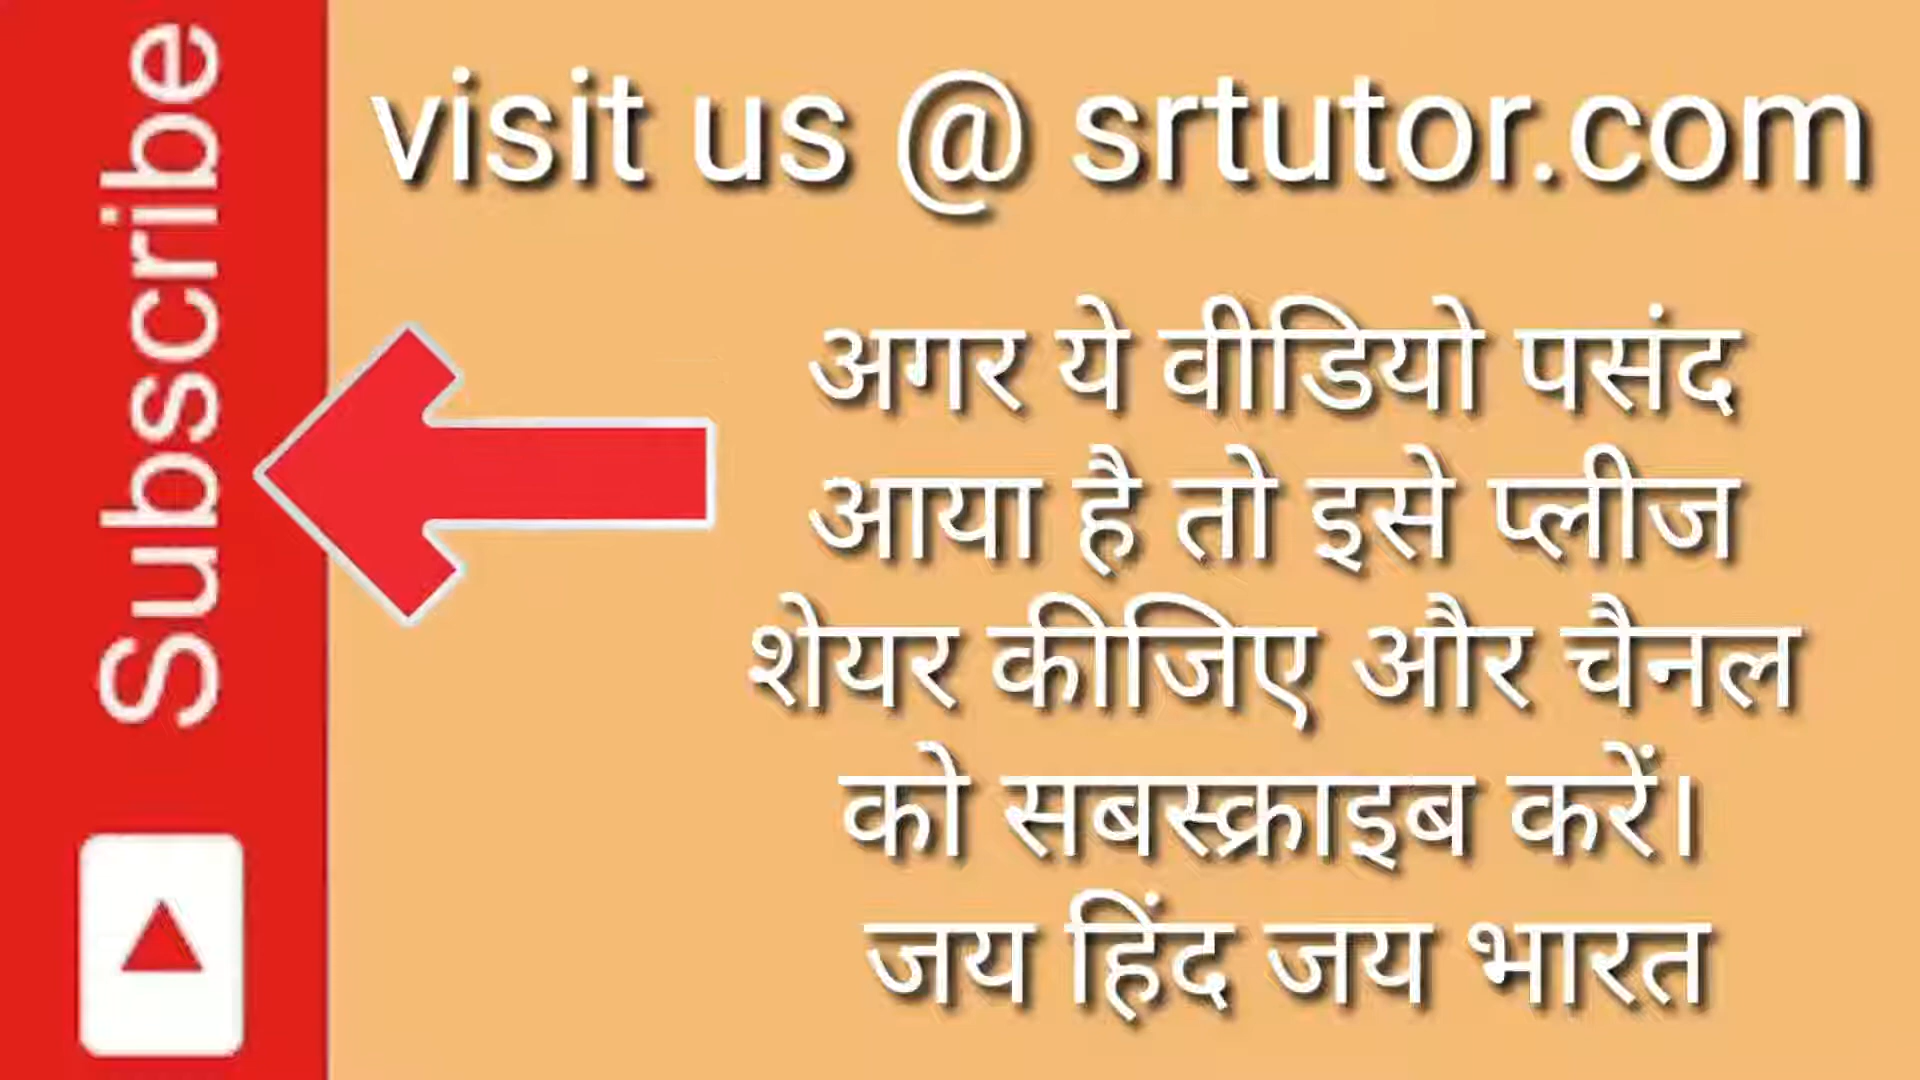 Subscribe
visit us @ srtutor.com
अगर ये वीडियो पसंद
आया है तो इसे प्लीज
शेयर कीजिए और चैनल
को सबस्क्राइब करें।
जय हिंद जय भारत